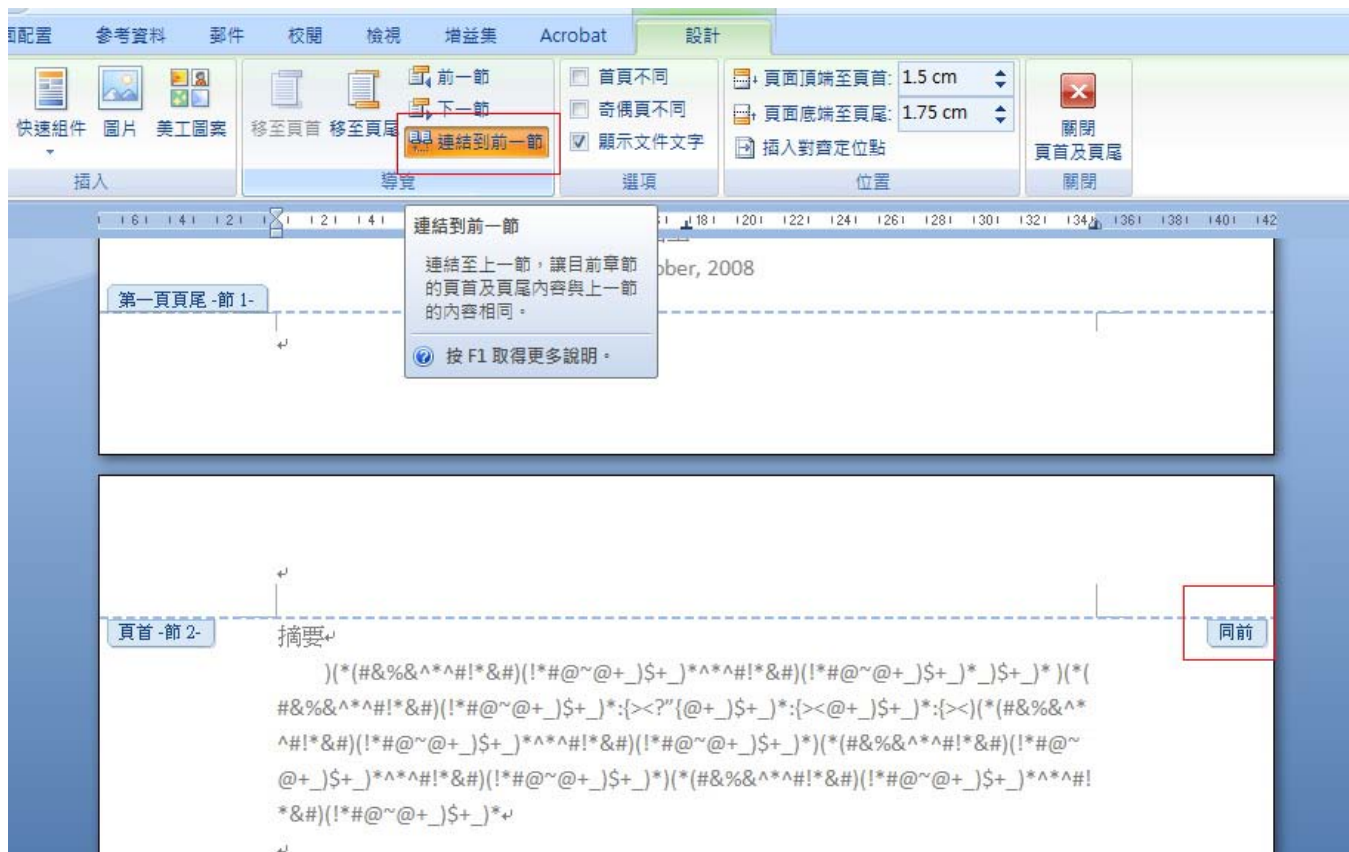 面配置 參考資料 郵件 校閱 檢視 增益集 Acrobat 設計
快速組件 圖片 美工圖案
插入
移至頁首 移至頁尾
前一節
下一節
連結到前一節
導覽
首頁不同
奇偶頁不同
顯示文件文字
選項
頁面頂端至頁首: 1.5 cm
頁面底端至頁尾: 1.75 cm
插入對齊定位點
位置
關閉
頁首及頁尾
關閉
連結到前一節
連結至上一節，讓目前章節
的頁首及頁尾內容與上一節
的內容相同。
按 F1 取得更多說明。
ober, 2008
第一頁頁尾 -節 1-
頁首 -節 2-
同前
摘要
)(*(#&%&^*^#!*&#)(!*#@~@+_)$+_)*^*^#!*&#)(!*#@~@+_)$+_)*_)$+_)* )(*(
#&%&^*^#!*&#)(!*#@~@+_)$+_)*:{><?"{@+_)$+_)*:{><@+_)$+_)*:{><)(*(#&%&^*
^#!*&#)(!*#@~@+_)$+_)*^*^#!*&#)(!*#@~@+_)$+_)*)(*(#&%&^*^#!*&#)(!*#@~
@+_)$+_)*^*^#!*&#)(!*#@~@+_)$+_)*)(*(#&%&^*^#!*&#)(!*#@~@+_)$+_)*^*^#!
*&#)(!*#@~@+_)$+_)*